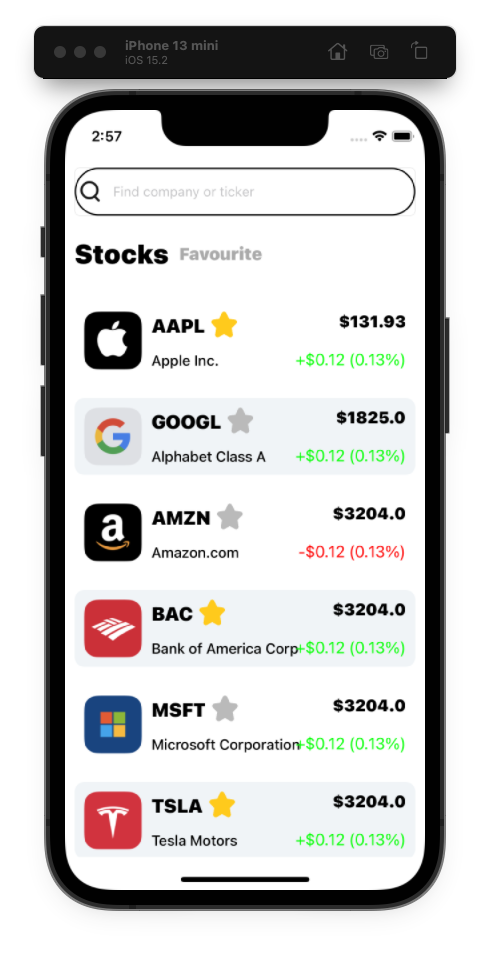 iPhone 13 mini
iOS 15.2
2:57
Find company or ticker
Stocks Favourite
AAPL $131.93
Apple Inc. +$0.12 (0.13%)
GOOGL $1825.0
Alphabet Class A +$0.12 (0.13%)
AMZN $3204.0
Amazon.com -$0.12 (0.13%)
BAC $3204.0
Bank of America Corp +$0.12 (0.13%)
MSFT $3204.0
Microsoft Corporation +$0.12 (0.13%)
TSLA $3204.0
Tesla Motors +$0.12 (0.13%)